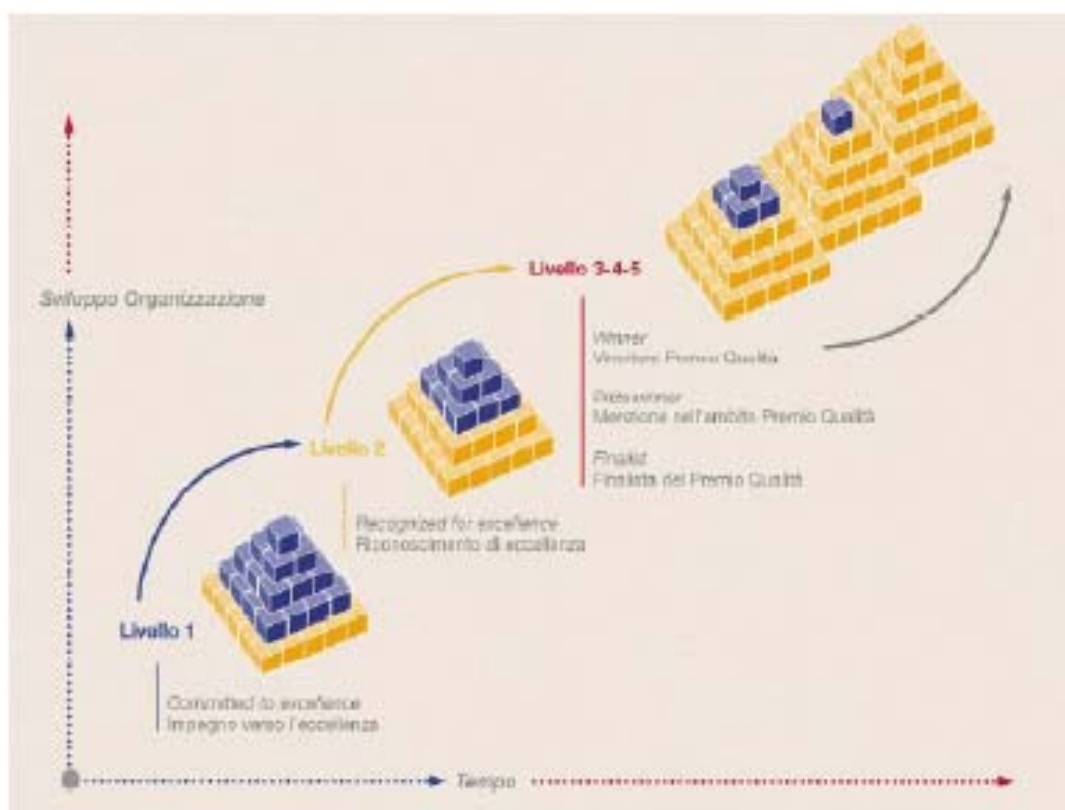 Sviluppo Organizzazione
Livello 3-4-5
Winner
Vincitore Premio Qualità
Prizewinner
Menzione nell'ambito Premio Qualità
Finalist
Finalista del Premio Qualità
Livello 2
Recognized for excellence
Riconoscimento di eccellenza
Livello 1
Committed to excellence
Impegno verso l'eccellenza
Tempo